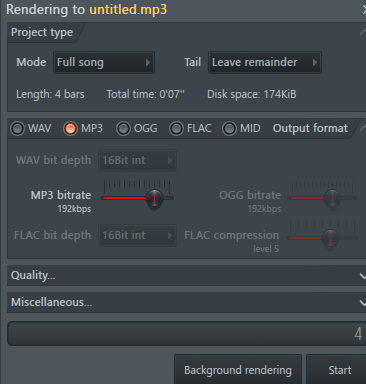 Rendering to untitled.mp3
Project type
Mode Full song Tail Leave remainder
Length: 4 bars Total time: 0'07'' Disk space: 174KiB
WAV MP3 OGG FLAC MID Output format
WAV bit depth 16Bit int
MP3 bitrate OGG bitrate
192kbps 192kbps
FLAC bit depth 16Bit int FLAC compression
level 5
Quality...
Miscellaneous...
4
Background rendering Start